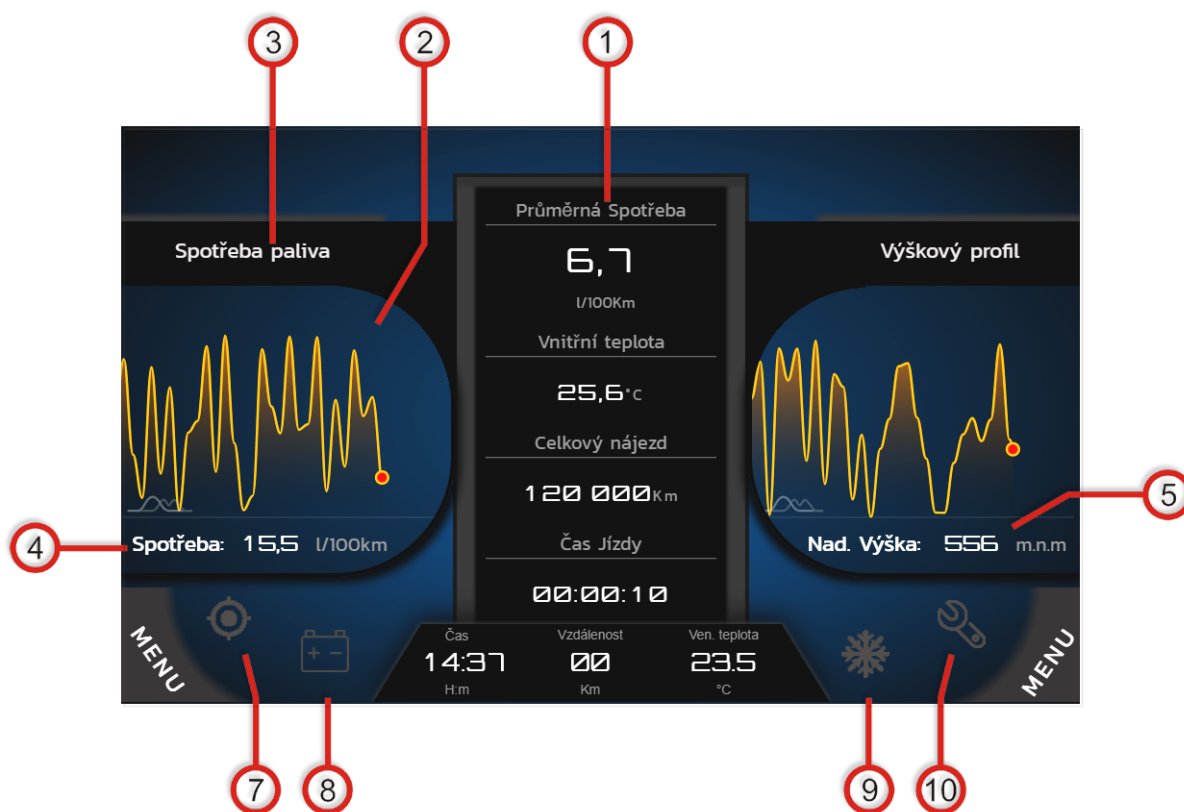 3
2
1
Průměrná Spotřeba
6,7
l/100Km
Vnitřní teplota
25,6°c
Celkový nájezd
120 000Km
Čas Jízdy
00:00:10
Spotřeba paliva
Výškový profil
4
Spotřeba: 15,5 l/100km
Nad. Výška: 556 m.n.m
5
MENU
Čas
14:37
H:m
Vzdálenost
00
Km
Ven. teplota
23.5
°C
MENU
7
8
9
10